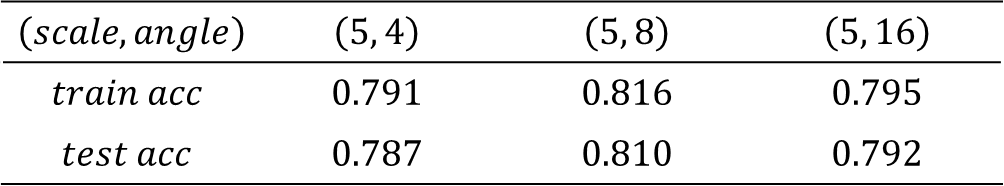 (scale, angle) (5, 4) (5, 8) (5, 16)
train acc 0.791 0.816 0.795
test acc 0.787 0.810 0.792